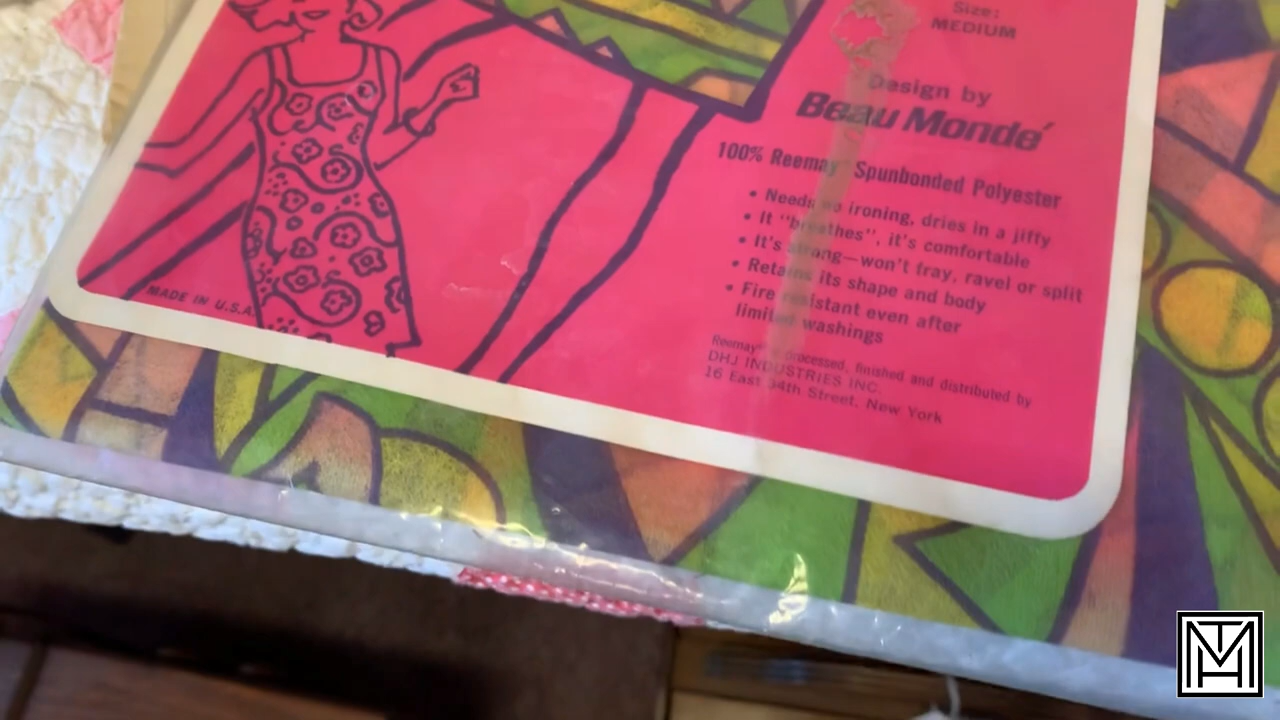 Size:
MEDIUM
Design by
Beau Mondé
100% Reemay Spunbonded Polyester
• Needs no ironing, dries in a jiffy
• It "breathes", it's comfortable
• It's strong—won't fray, ravel or split
• Retains its shape and body
• Fire resistant even after
limited washings
Reemay processed, finished and distributed by
DHJ INDUSTRIES INC.
16 East 34th Street, New York
MADE IN U.S.A.